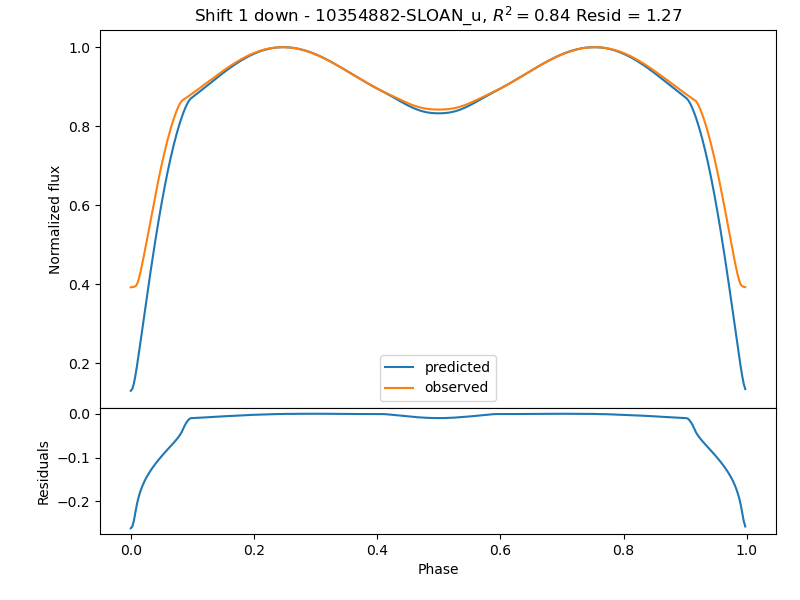 Shift 1 down - 10354882-SLOAN_u, R² = 0.84 Resid = 1.27
Normalized flux
1.0
0.8
0.6
0.4
0.2
predicted
observed
Residuals
0.0
−0.1
−0.2
0.0 0.2 0.4 0.6 0.8 1.0
Phase